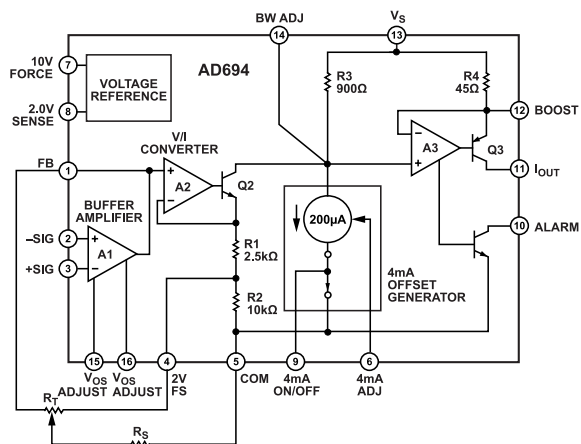 BW ADJ
14
VS
13
AD694
10V
FORCE
7
VOLTAGE
REFERENCE
2.0V
SENSE
8
R3
900Ω
R4
45Ω
12
BOOST
Q3
A3
–
+
11
IOUT
V/I
CONVERTER
FB
1
+
A2
–
Q2
BUFFER
AMPLIFIER
–SIG
2
+
A1
+SIG
3
–
200µA
10
ALARM
R1
2.5kΩ
4mA
OFFSET
GENERATOR
R2
10kΩ
15
16
4
5
9
6
VOS
ADJUST
VOS
ADJUST
2V
FS
COM
4mA
ON/OFF
4mA
ADJ
RT
RS